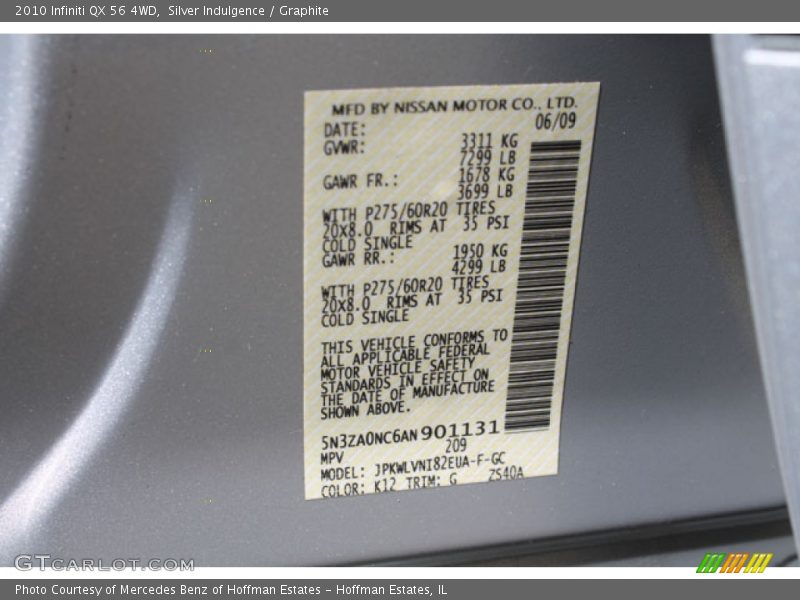 2010 Infiniti QX 56 4WD, Silver Indulgence / Graphite
MFD BY NISSAN MOTOR CO., LTD.
DATE: 06/09
GVWR: 3311 KG
7299 LB
GAWR FR.: 1678 KG
3699 LB
WITH P275/60R20 TIRES
20X8.0 RIMS AT 35 PSI
COLD SINGLE
GAWR RR.: 1950 KG
4299 LB
WITH P275/60R20 TIRES
20X8.0 RIMS AT 35 PSI
COLD SINGLE
THIS VEHICLE CONFORMS TO
ALL APPLICABLE FEDERAL
MOTOR VEHICLE SAFETY
STANDARDS IN EFFECT ON
THE DATE OF MANUFACTURE
SHOWN ABOVE.
5N3ZA0NC6AN901131
MPV 209
MODEL: JPKWLVNI82EUA-F-GC
COLOR: K12 TRIM: G ZS40A
GTCARLOT.COM
Photo Courtesy of Mercedes Benz of Hoffman Estates - Hoffman Estates, IL